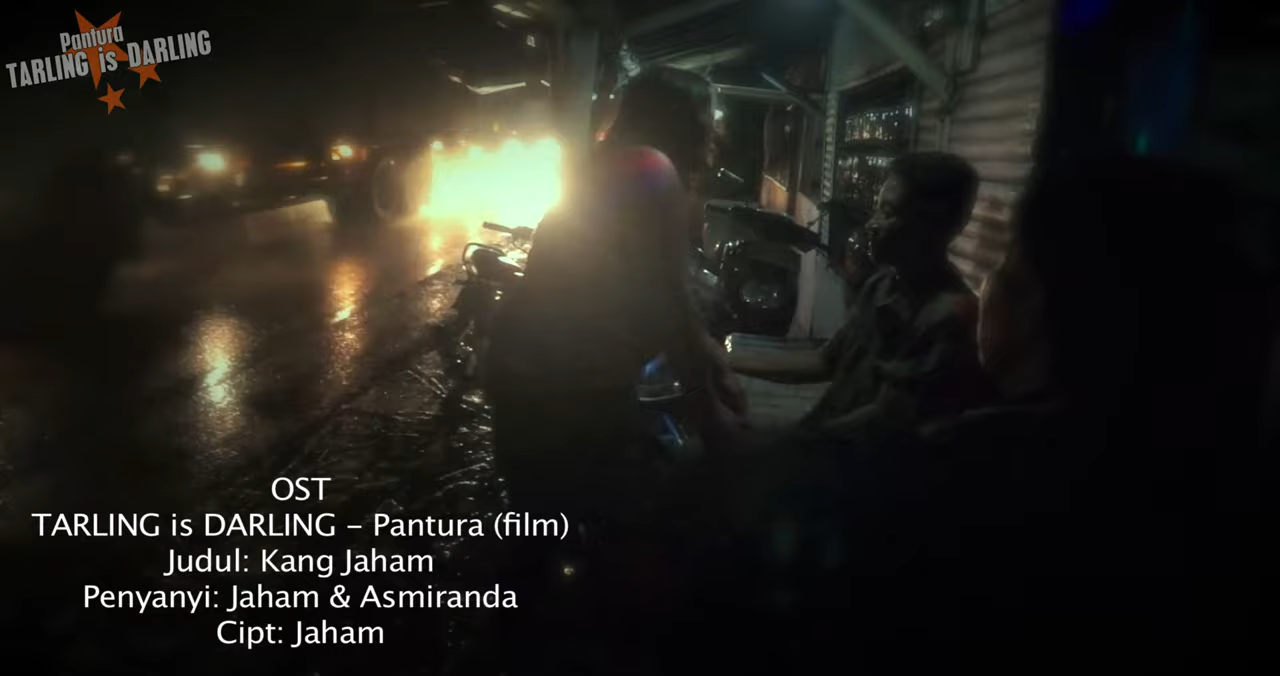 Pantura
TARLING is DARLING
OST
TARLING is DARLING – Pantura (film)
Judul: Kang Jaham
Penyanyi: Jaham & Asmiranda
Cipt: Jaham